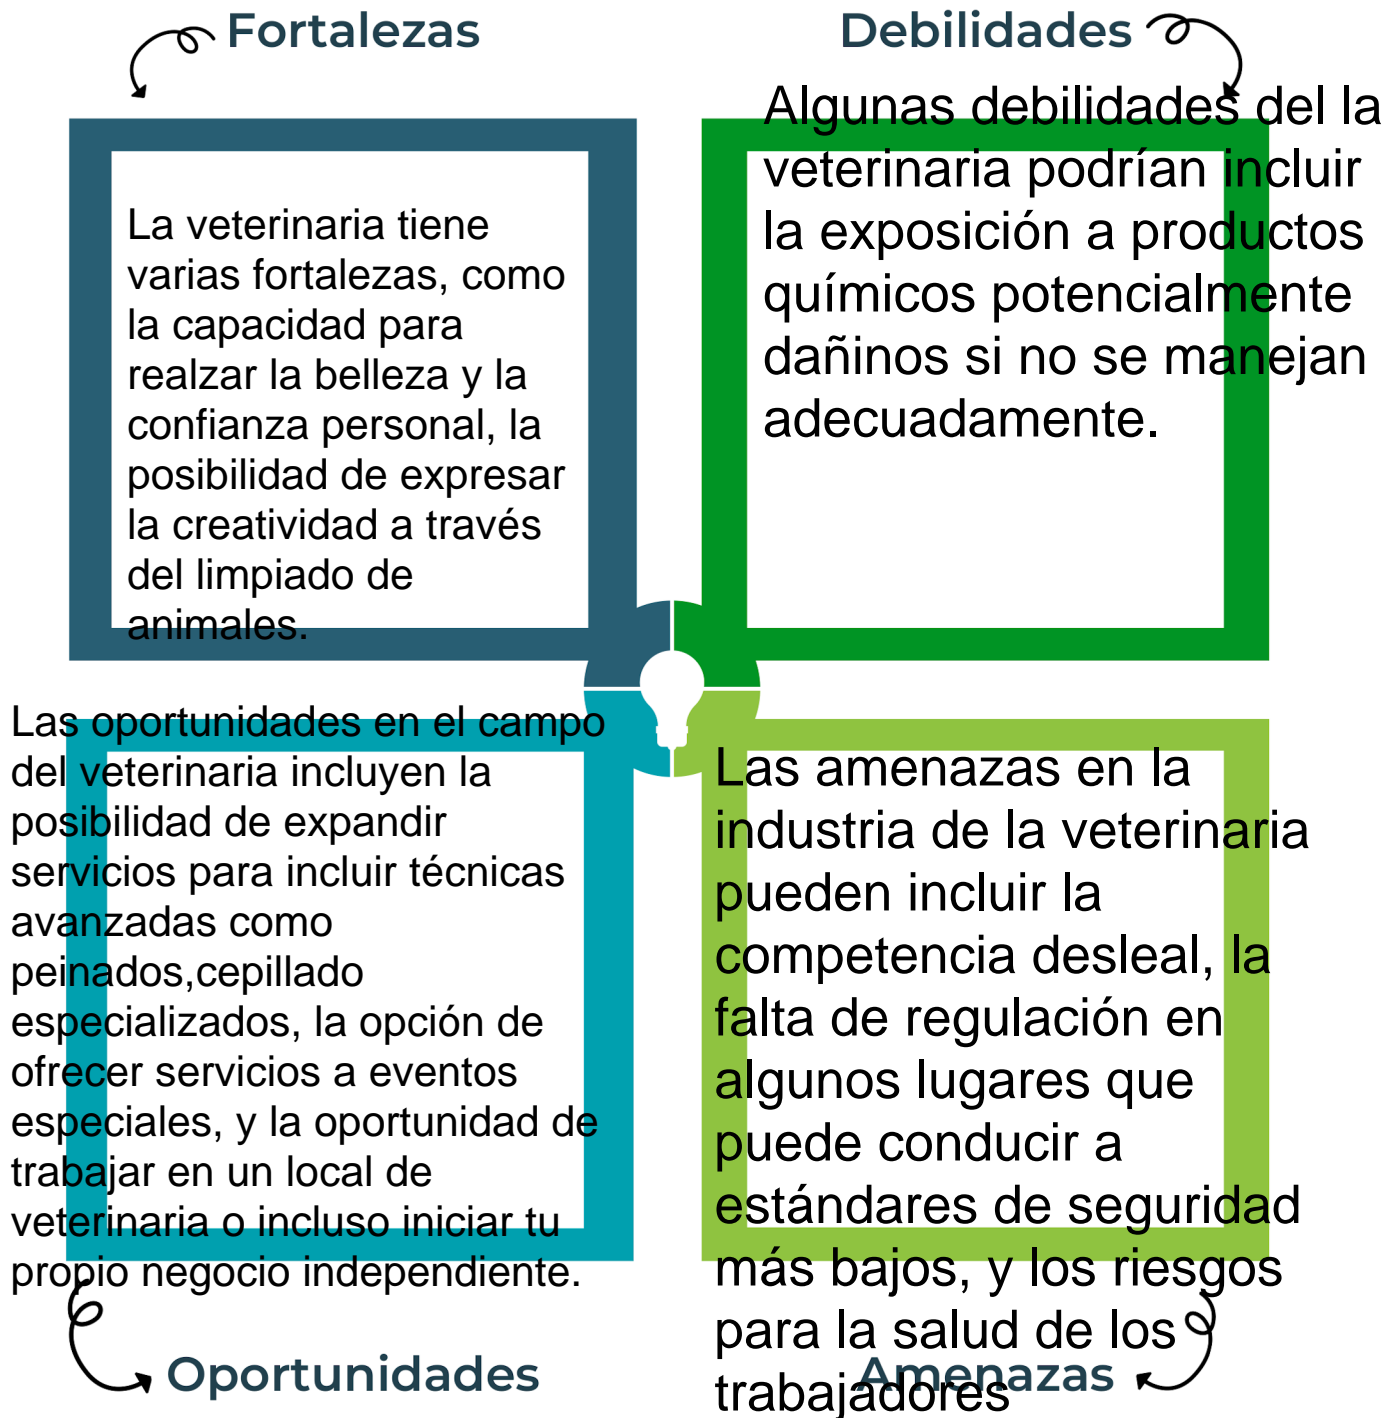 Fortalezas
La veterinaria tiene
varias fortalezas, como
la capacidad para
realzar la belleza y la
confianza personal, la
posibilidad de expresar
la creatividad a través
del limpiado de
animales.
Debilidades
Algunas debilidades del la
veterinaria podrían incluir
la exposición a productos
químicos potencialmente
dañinos si no se manejan
adecuadamente.
Las oportunidades en el campo
del veterinaria incluyen la
posibilidad de expandir
servicios para incluir técnicas
avanzadas como
peinados,cepillado
especializados, la opción de
ofrecer servicios a eventos
especiales, y la oportunidad de
trabajar en un local de
veterinaria o incluso iniciar tu
propio negocio independiente.
Oportunidades
Las amenazas en la
industria de la veterinaria
pueden incluir la
competencia desleal, la
falta de regulación en
algunos lugares que
puede conducir a
estándares de seguridad
más bajos, y los riesgos
para la salud de los
trabajadores
Amenazas